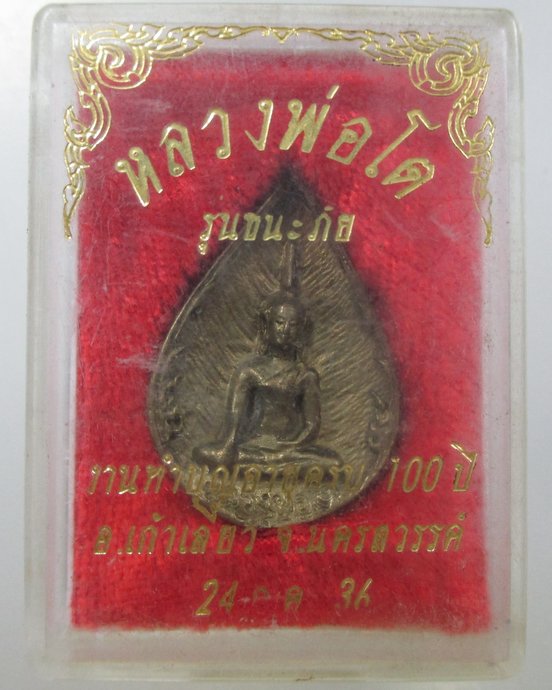 หลวงพ่อโต
รุ่นชนะภัย
งานทำบุญอายุครบ 100 ปี
อ.เก้าเลี้ยว จ.นครสวรรค์
24 ค 36